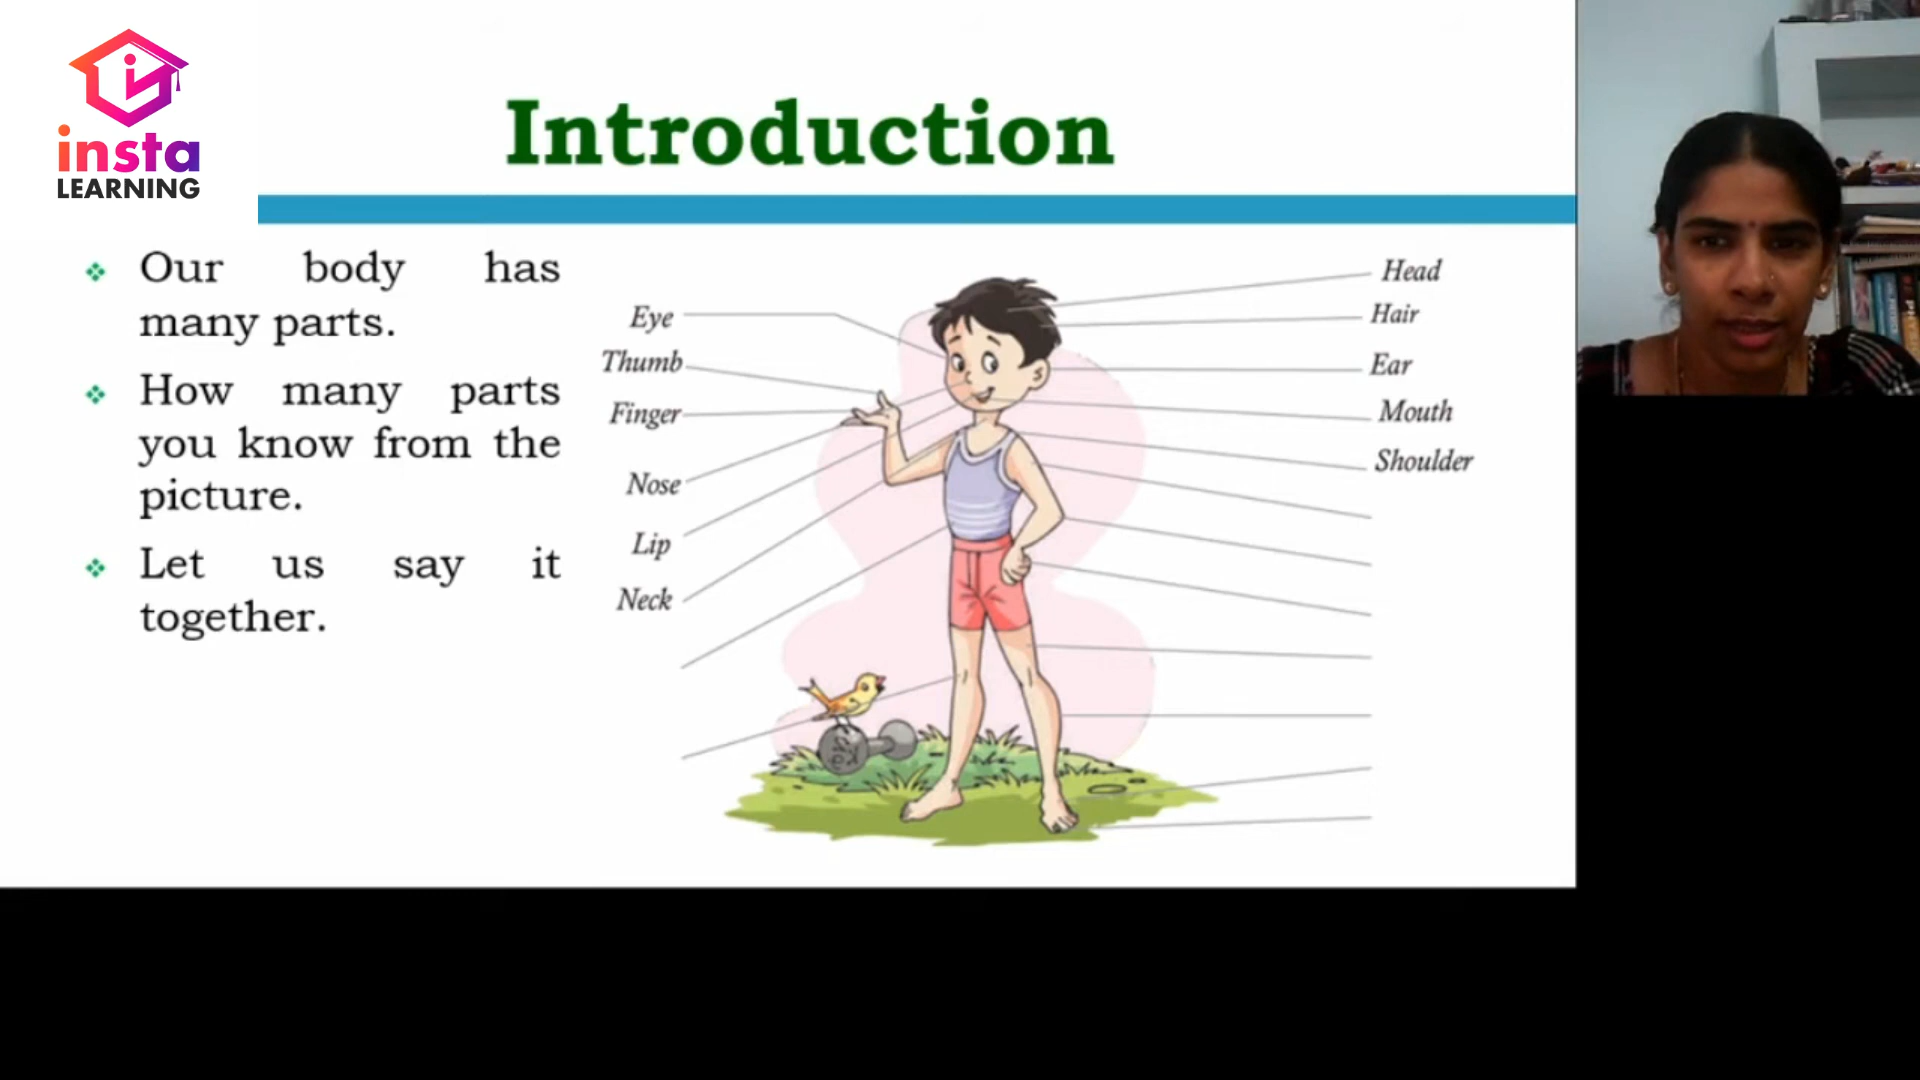 insta
LEARNING
Introduction
Our body has
many parts.
How many parts
you know from the
picture.
Let us say it
together.
Eye
Thumb
Finger
Nose
Lip
Neck
Head
Hair
Ear
Mouth
Shoulder